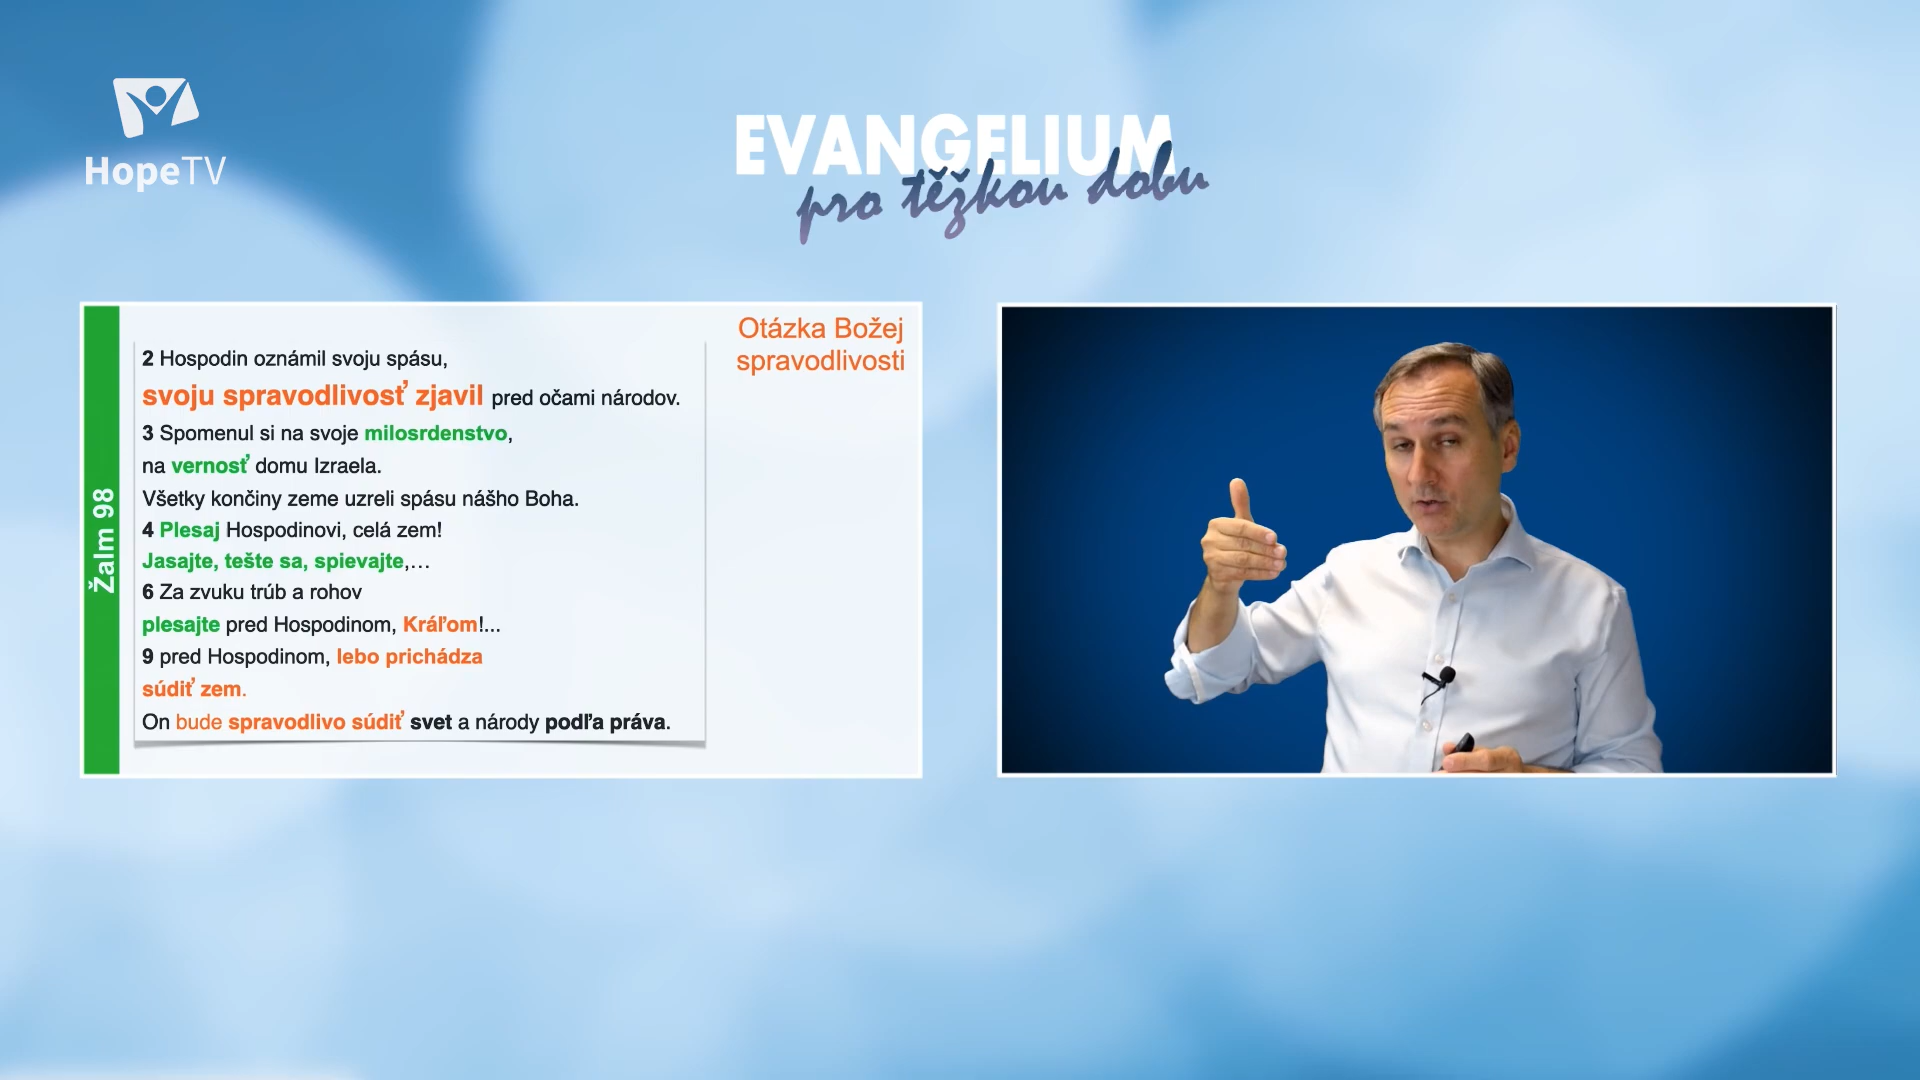 HopeTV
EVANGELIUM
pro těžkou dobu
Žalm 98
Otázka Božej
spravodlivosti
2 Hospodin oznámil svoju spásu,
svoju spravodlivosť zjavil pred očami národov.
3 Spomenul si na svoje milosrdenstvo,
na vernosť domu Izraela.
Všetky končiny zeme uzreli spásu nášho Boha.
4 Plesaj Hospodinovi, celá zem!
Jasajte, tešte sa, spievajte,…
6 Za zvuku trúb a rohov
plesajte pred Hospodinom, Kráľom!...
9 pred Hospodinom, lebo prichádza
súdiť zem.
On bude spravodlivo súdiť svet a národy podľa práva.